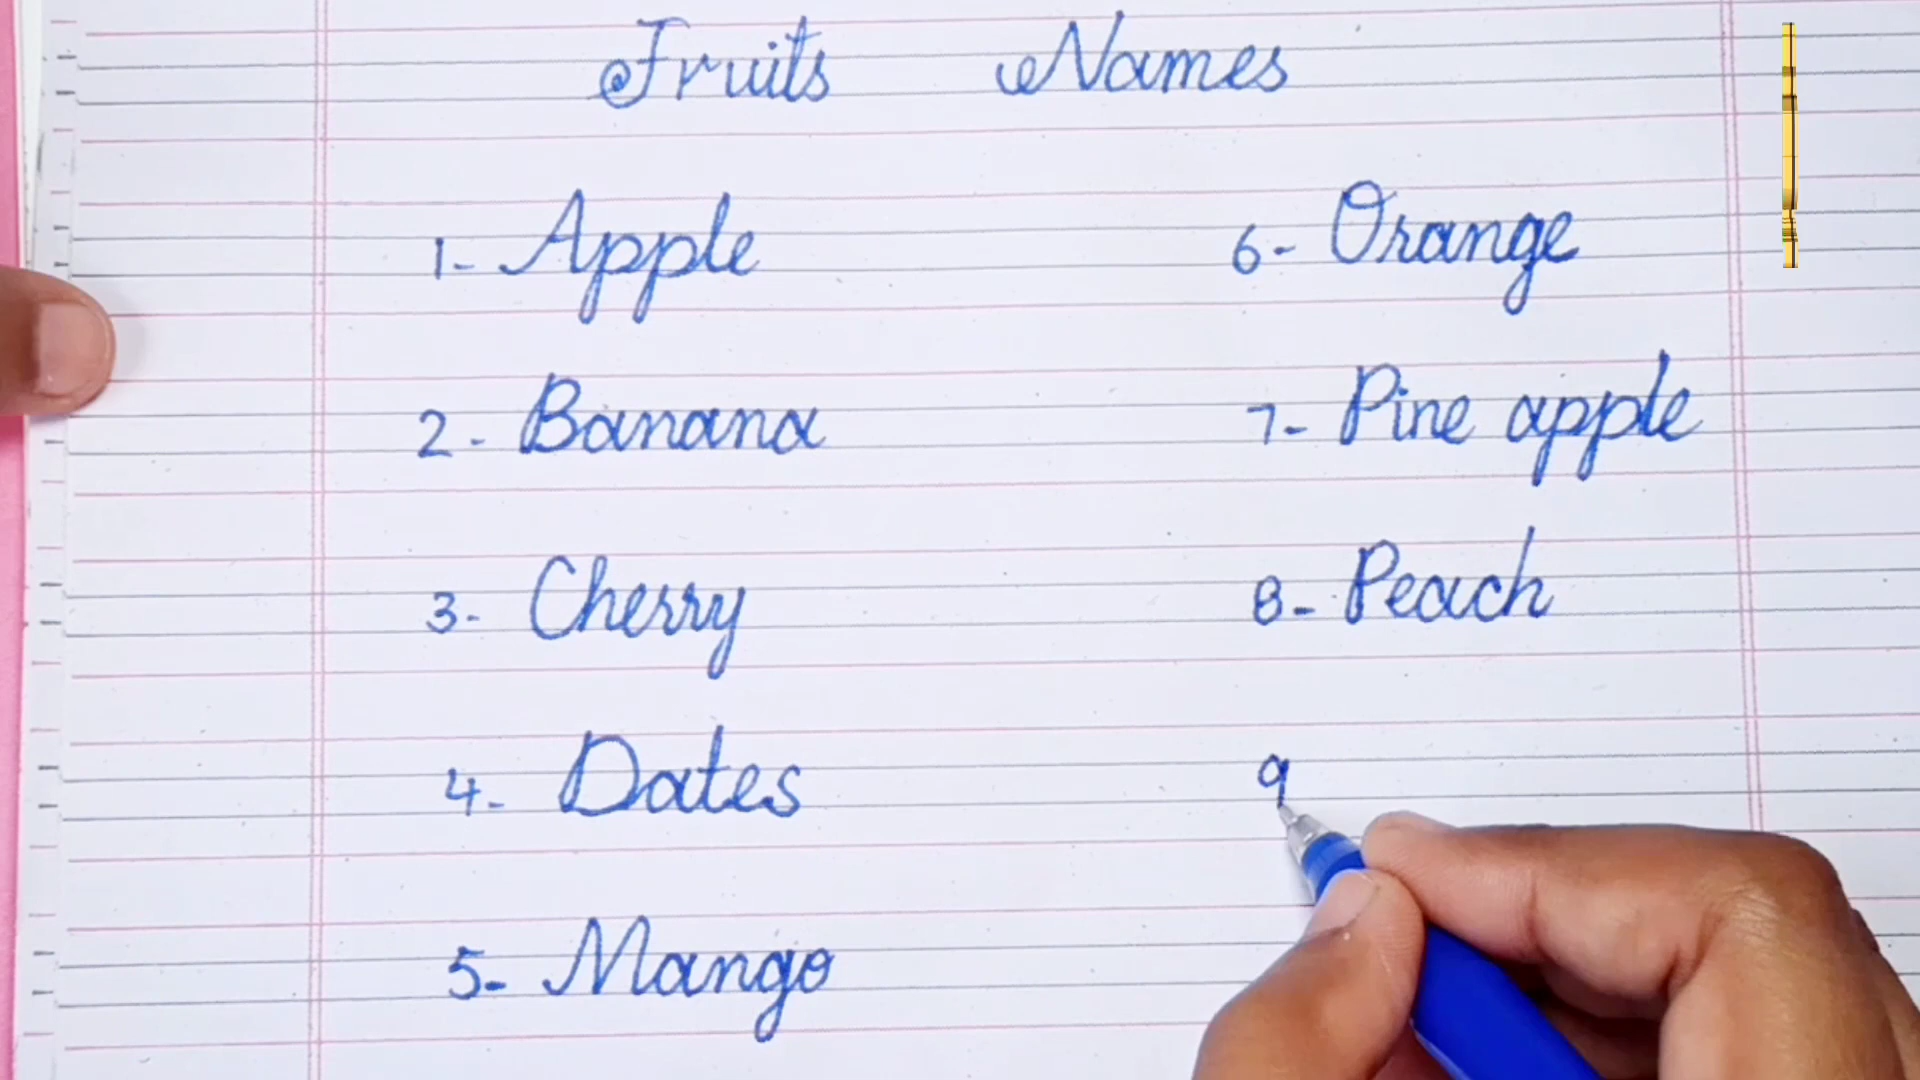 Fruits Names
1- Apple
2- Banana
3- Cherry
4- Dates
5- Mango
6- Orange
7- Pine apple
8- Peach
9